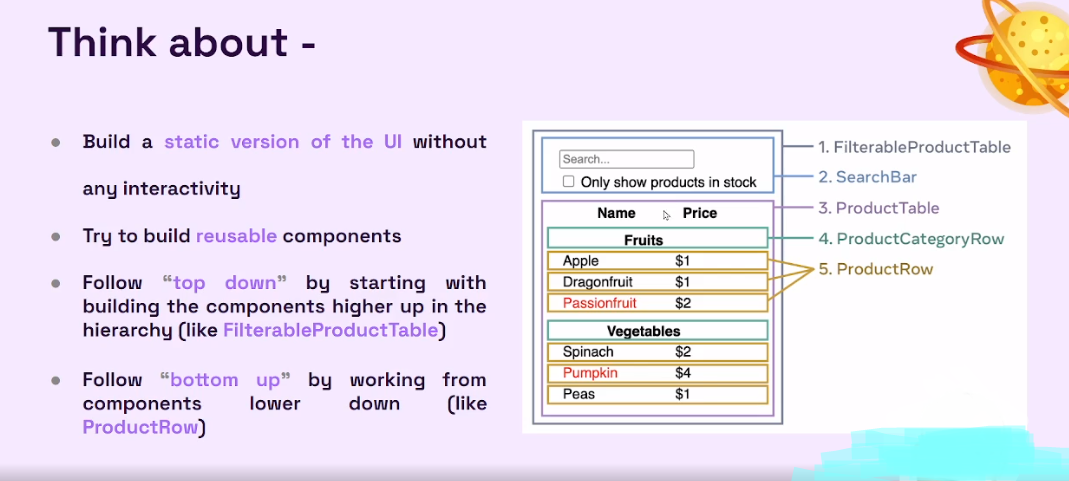 Think about -
● Build a static version of the UI without
any interactivity
● Try to build reusable components
● Follow “top down” by starting with
building the components higher up in the
hierarchy (like FilterableProductTable)
● Follow “bottom up” by working from
components lower down (like
ProductRow)
Search...
Only show products in stock
Name Price
Fruits
Apple $1
Dragonfruit $1
Passionfruit $2
Vegetables
Spinach $2
Pumpkin $4
Peas $1
1. FilterableProductTable
2. SearchBar
3. ProductTable
4. ProductCategoryRow
5. ProductRow